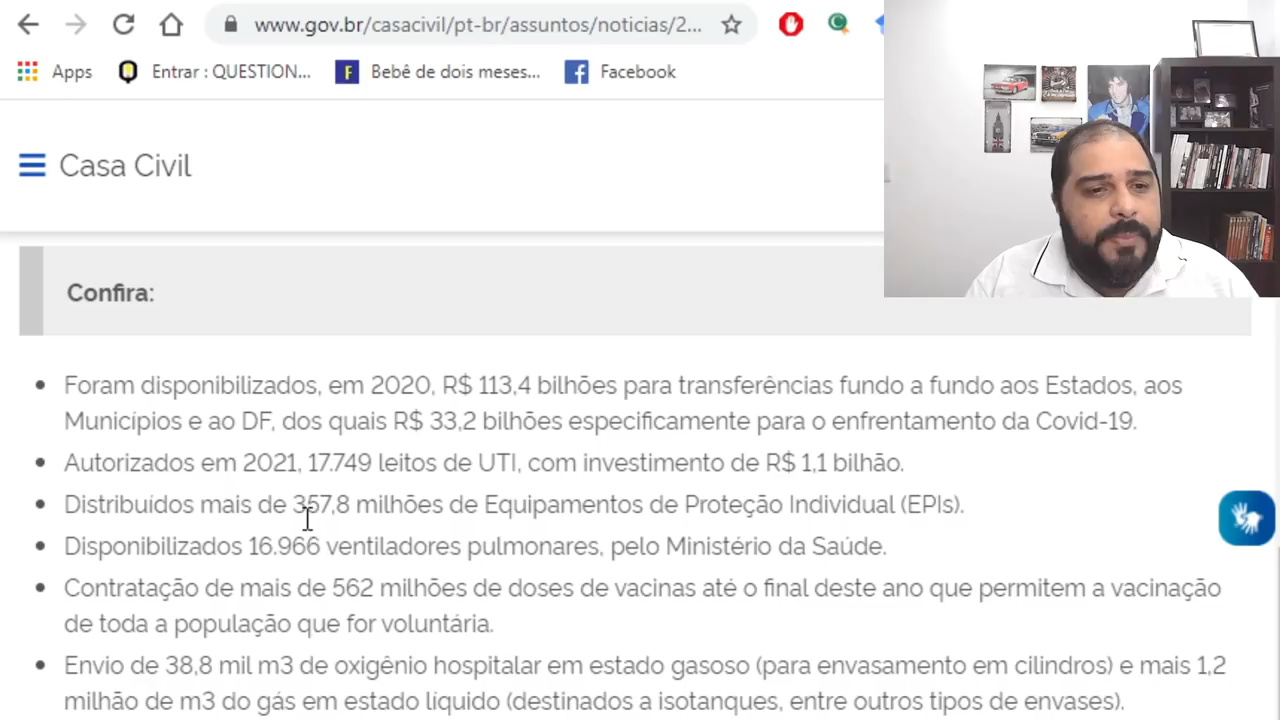 www.gov.br/casacivil/pt-br/assuntos/noticias/2...
Apps
Entrar : QUESTION...
F
Bebê de dois meses...
Facebook
Casa Civil
Confira:
Foram disponibilizados, em 2020, R$ 113,4 bilhões para transferências fundo a fundo aos Estados, aos
Municípios e ao DF, dos quais R$ 33,2 bilhões especificamente para o enfrentamento da Covid-19.
Autorizados em 2021, 17.749 leitos de UTI, com investimento de R$ 1,1 bilhão.
Distribuídos mais de 357,8 milhões de Equipamentos de Proteção Individual (EPIs).
Disponibilizados 16.966 ventiladores pulmonares, pelo Ministério da Saúde.
Contratação de mais de 562 milhões de doses de vacinas até o final deste ano que permitem a vacinação
de toda a população que for voluntária.
Envio de 38,8 mil m3 de oxigênio hospitalar em estado gasoso (para envasamento em cilindros) e mais 1,2
milhão de m3 do gás em estado líquido (destinados a isotanques, entre outros tipos de envases).